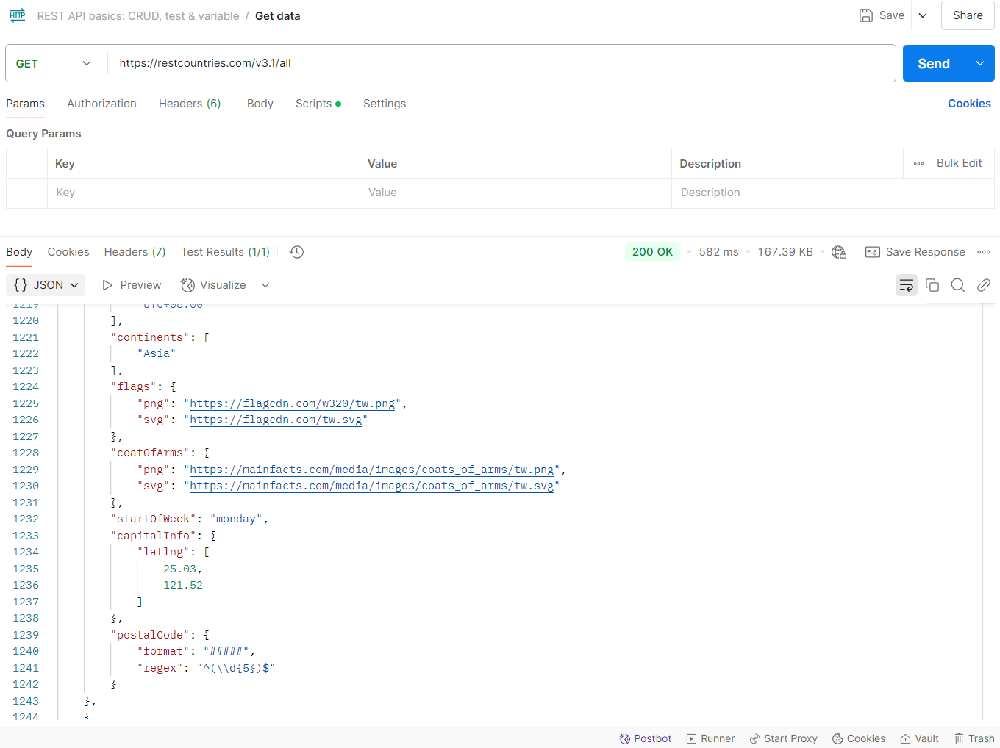 HTTP REST API basics: CRUD, test & variable / Get data Save Share
GET https://restcountries.com/v3.1/all Send
Params Authorization Headers (6) Body Scripts Settings Cookies
Query Params
Key Value Description Bulk Edit
Key Value Description
Body Cookies Headers (7) Test Results (1/1) 200 OK 582 ms 167.39 KB e.g. Save Response
{} JSON Preview Visualize
1219 "UTC+08:00"
1220 ],
1221 "continents": [
1222 "Asia"
1223 ],
1224 "flags": {
1225 "png": "https://flagcdn.com/w320/tw.png",
1226 "svg": "https://flagcdn.com/tw.svg"
1227 },
1228 "coatOfArms": {
1229 "png": "https://mainfacts.com/media/images/coats_of_arms/tw.png",
1230 "svg": "https://mainfacts.com/media/images/coats_of_arms/tw.svg"
1231 },
1232 "startOfWeek": "monday",
1233 "capitalInfo": {
1234 "latlng": [
1235 25.03,
1236 121.52
1237 ]
1238 },
1239 "postalCode": {
1240 "format": "#####",
1241 "regex": "^(\\d{5})$"
1242 }
1243 },
1244 {
Postbot Runner Start Proxy Cookies Vault Trash